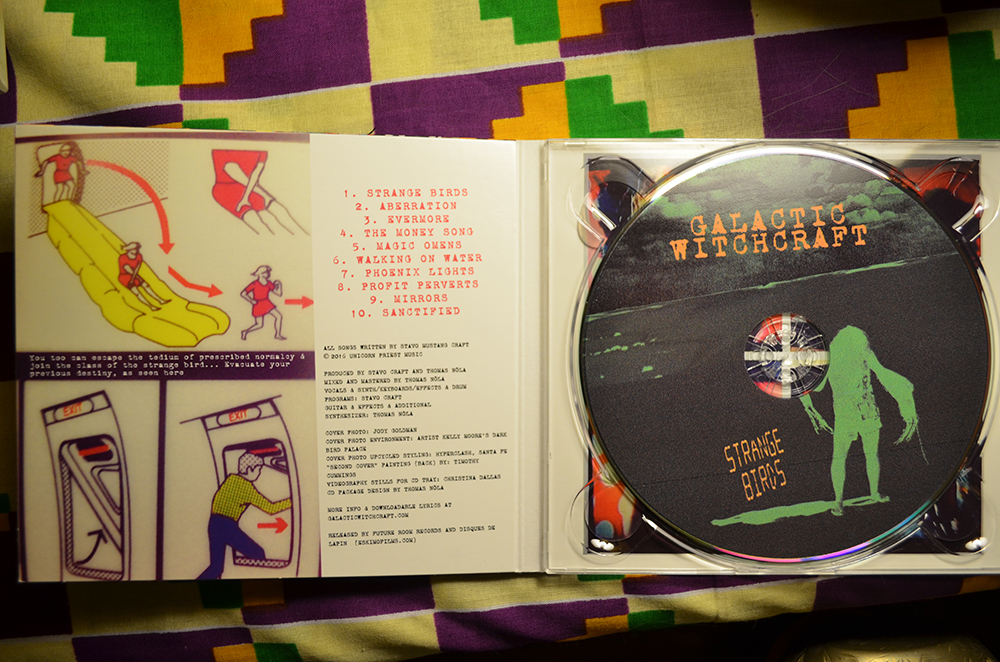 You too can escape the tedium of prescribed normalcy &
join the class of the strange bird... Evacuate your
previous destiny, as seen here
EXIT
EXIT
1. STRANGE BIRDS
2. ABERRATION
3. EVERMORE
4. THE MONEY SONG
5. MAGIC OMENS
6. WALKING ON WATER
7. PHOENIX LIGHTS
8. PROFIT PERVERTS
9. MIRRORS
10. SANCTIFIED
ALL SONGS WRITTEN BY STAVO MUSTANG CRAFT
© 2016 UNICORN PRIEST MUSIC
PRODUCED BY STAVO CRAFT AND THOMAS NÖLA
MIXED AND MASTERED BY THOMAS NÖLA
VOCALS & SYNTH/KEYBOARDS/EFFECTS & DRUM
PROGRAMS: STAVO CRAFT
GUITAR & EFFECTS & ADDITIONAL
SYNTHESIZER: THOMAS NÖLA
COVER PHOTO: JODY GOLDMAN
COVER PHOTO ENVIRONMENT: ARTIST KELLY MOORE'S DARK
BIRD PALACE
COVER PHOTO UPCYCLED STYLING: HYPERCLASH, SANTA FE
"SECOND COVER" PAINTING (BACK) BY: TIMOTHY
CUMMINGS
VIDEOGRAPHY STILLS FOR CD TRAY: CHRISTINA DALLAS
CD PACKAGE DESIGN BY THOMAS NÖLA
MORE INFO & DOWNLOADABLE LYRICS AT
GALACTICWITCHCRAFT.COM
RELEASED BY FUTURE ROOM RECORDS AND DISQUES DE
LAPIN (ESKIMOFILMS.COM)
GALACTIC
WITCHCRAFT
STRANGE
BIRDS